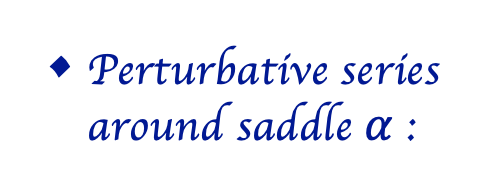 ◆ Perturbative series
around saddle α :